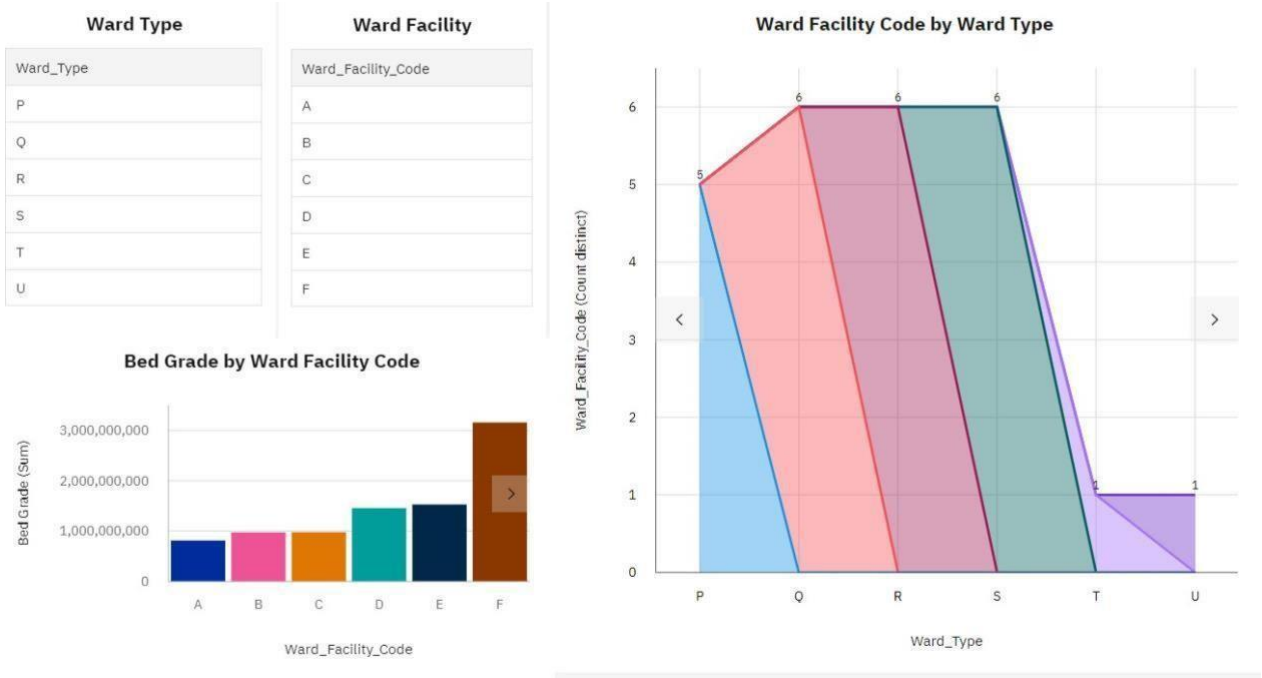 Ward Type
Ward_Type
P
Q
R
S
T
U
Ward Facility
Ward_Facility_Code
A
B
C
D
E
F
Bed Grade by Ward Facility Code
Bed Grade (Sum)
3,000,000,000
2,000,000,000
1,000,000,000
0
A B C D E F
Ward_Facility_Code
Ward Facility Code by Ward Type
Ward_Facility_Code (Count distinct)
6
5
4
3
2
1
0
5 6 6 6 1 1
P Q R S T U
Ward_Type